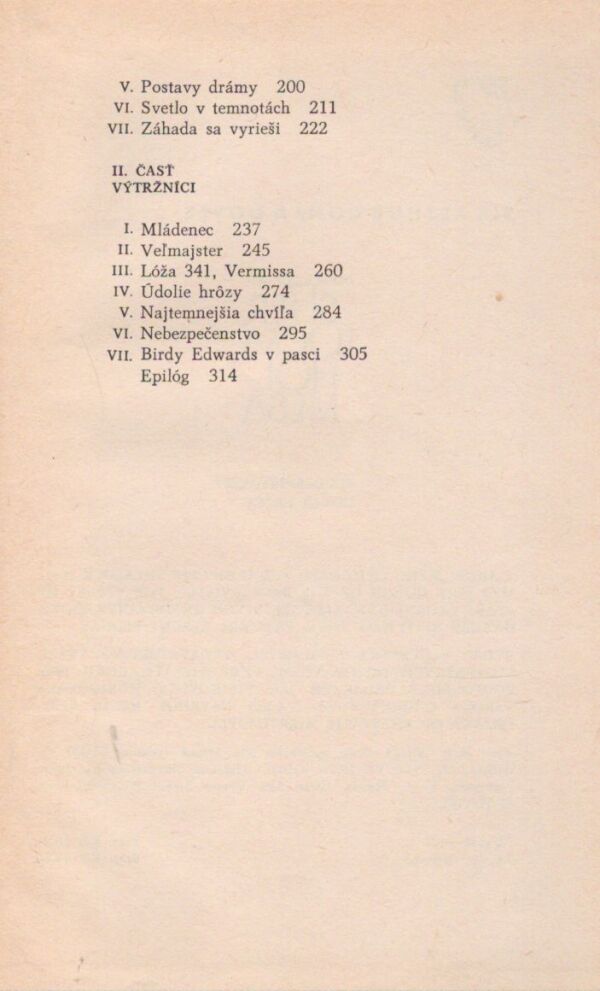 V. Postavy drámy 200
VI. Svetlo v temnotách 211
VII. Záhada sa vyrieši 222
II. ČASŤ
VÝTRŽNÍCI
I. Mládenec 237
II. Veľmajster 245
III. Lóža 341, Vermissa 260
IV. Údolie hrôzy 274
V. Najtemnejšia chvíľa 284
VI. Nebezpečenstvo 295
VII. Birdy Edwards v pasci 305
Epilóg 314